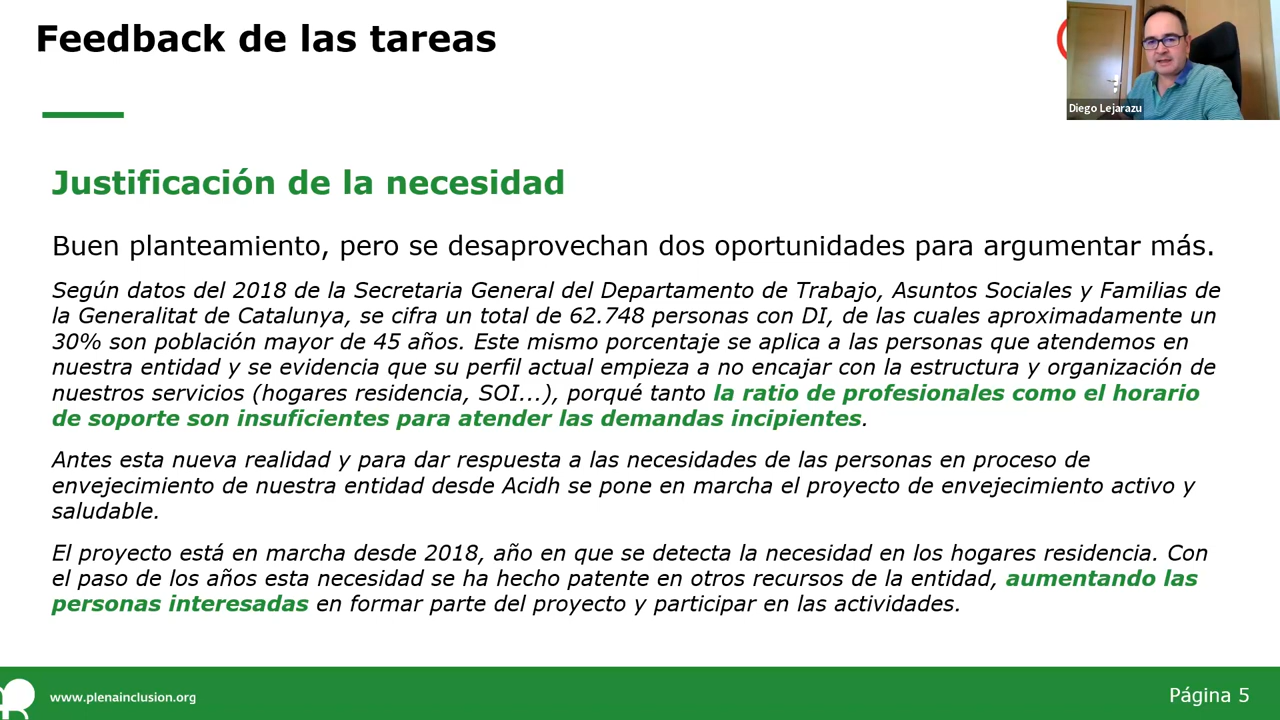 Feedback de las tareas
Diego Lejarazu
Justificación de la necesidad
Buen planteamiento, pero se desaprovechan dos oportunidades para argumentar más.
Según datos del 2018 de la Secretaria General del Departamento de Trabajo, Asuntos Sociales y Familias de
la Generalitat de Catalunya, se cifra un total de 62.748 personas con DI, de las cuales aproximadamente un
30% son población mayor de 45 años. Este mismo porcentaje se aplica a las personas que atendemos en
nuestra entidad y se evidencia que su perfil actual empieza a no encajar con la estructura y organización de
nuestros servicios (hogares residencia, SOI...), porqué tanto la ratio de profesionales como el horario
de soporte son insuficientes para atender las demandas incipientes.
Antes esta nueva realidad y para dar respuesta a las necesidades de las personas en proceso de
envejecimiento de nuestra entidad desde Acidh se pone en marcha el proyecto de envejecimiento activo y
saludable.
El proyecto está en marcha desde 2018, año en que se detecta la necesidad en los hogares residencia. Con
el paso de los años esta necesidad se ha hecho patente en otros recursos de la entidad, aumentando las
personas interesadas en formar parte del proyecto y participar en las actividades.
www.plenainclusion.org
Página 5